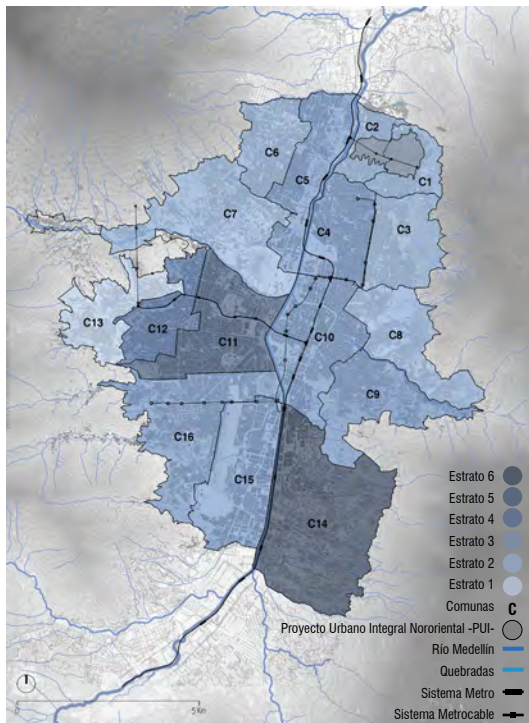 C2
C6
C5
C1
C7
C4
C3
C13
C12
C11
C10
C8
C9
C16
C15
C14
Estrato 6
Estrato 5
Estrato 4
Estrato 3
Estrato 2
Estrato 1
Comunas C
Proyecto Urbano Integral Nororiental -PUI-
Río Medellín
Quebradas
Sistema Metro
Sistema Metrocable
0 5 Km